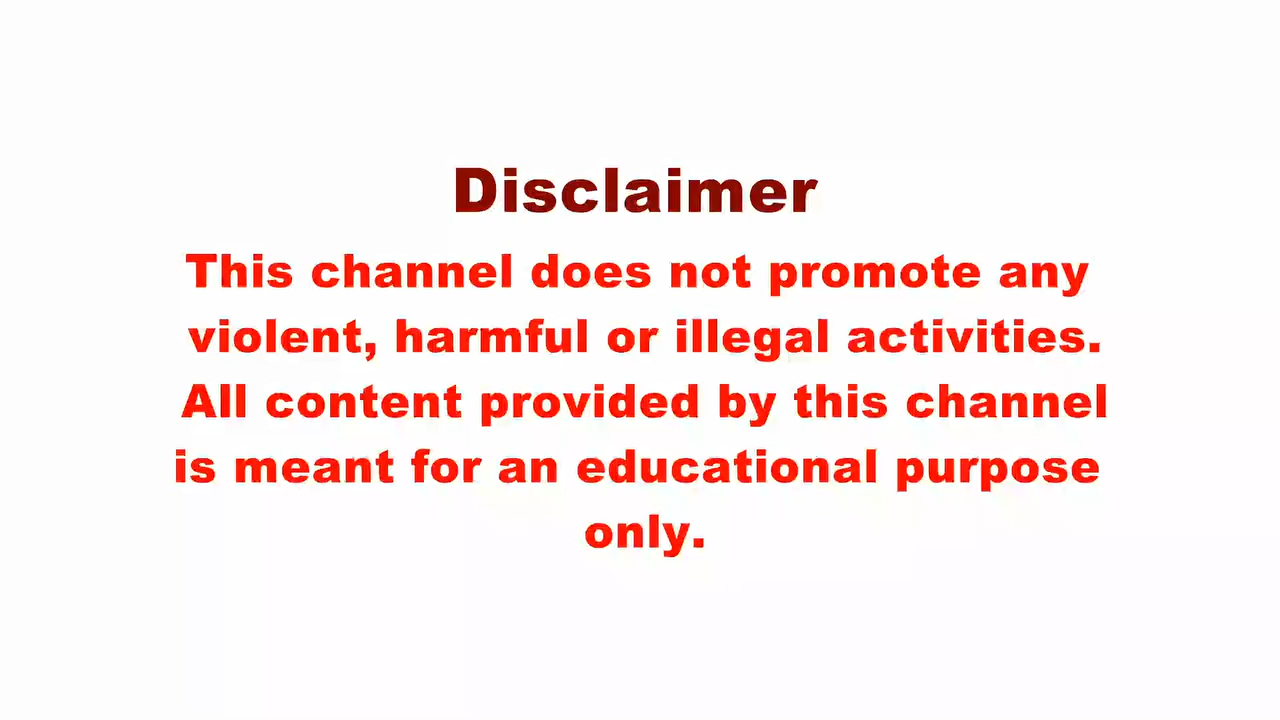 Disclaimer
This channel does not promote any
violent, harmful or illegal activities.
All content provided by this channel
is meant for an educational purpose
only.